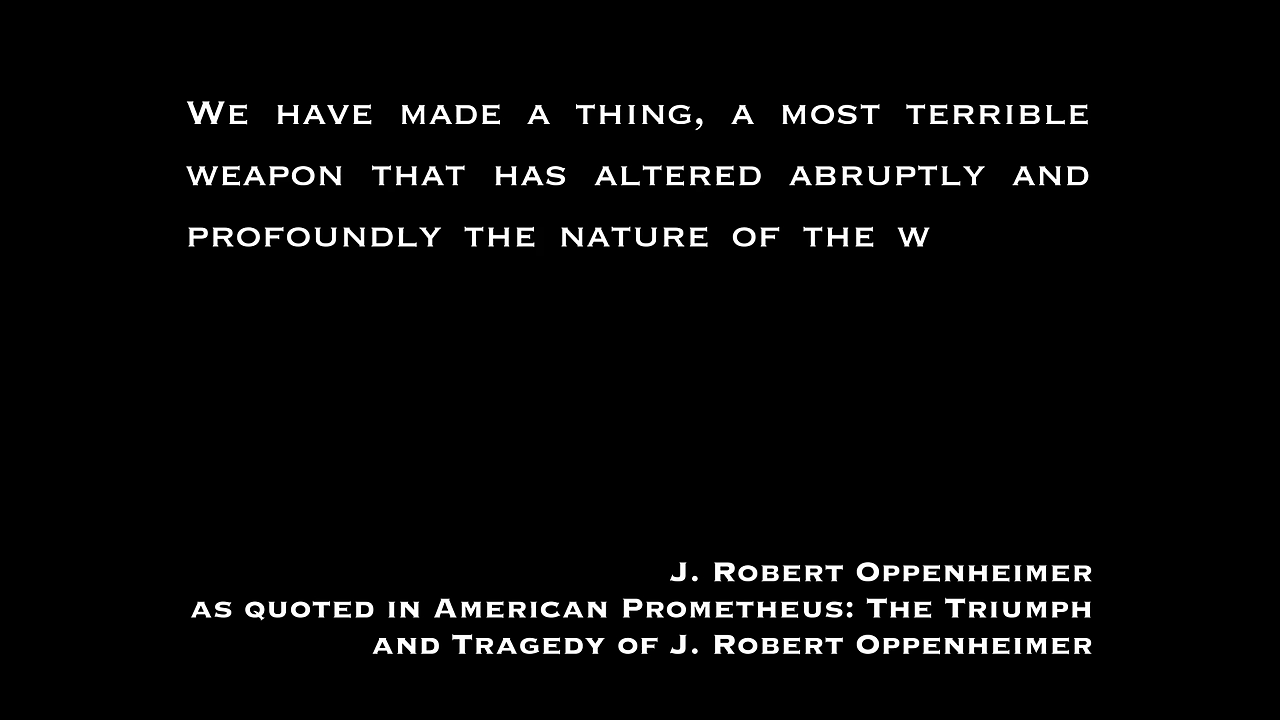 We have made a thing, a most terrible
weapon that has altered abruptly and
profoundly the nature of the w
J. Robert Oppenheimer
as quoted in American Prometheus: The Triumph
and Tragedy of J. Robert Oppenheimer